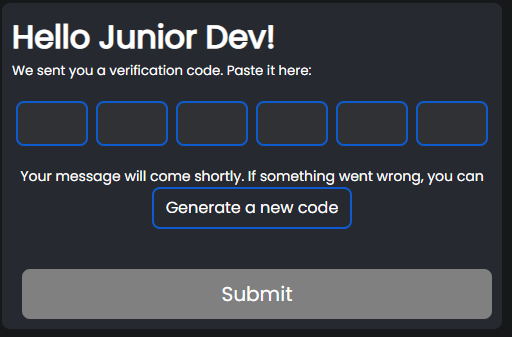 Hello Junior Dev!
We sent you a verification code. Paste it here:
Your message will come shortly. If something went wrong, you can
Generate a new code
Submit